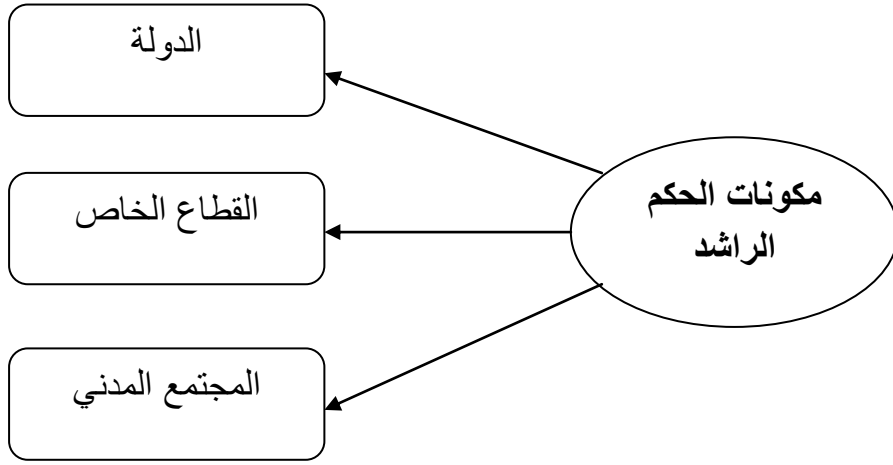 مكونات الحكم
الراشد
الدولة
القطاع الخاص
المجتمع المدني